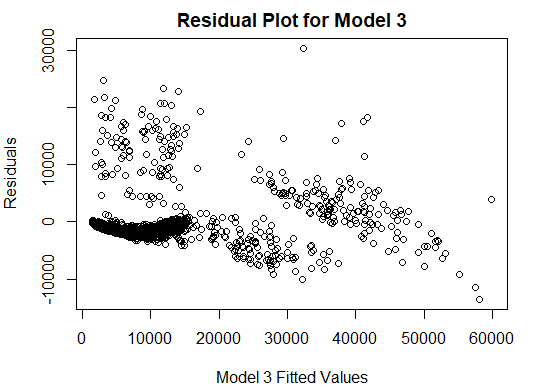 Residual Plot for Model 3
Residuals
30000
10000
0
-10000
0 10000 20000 30000 40000 50000 60000
Model 3 Fitted Values